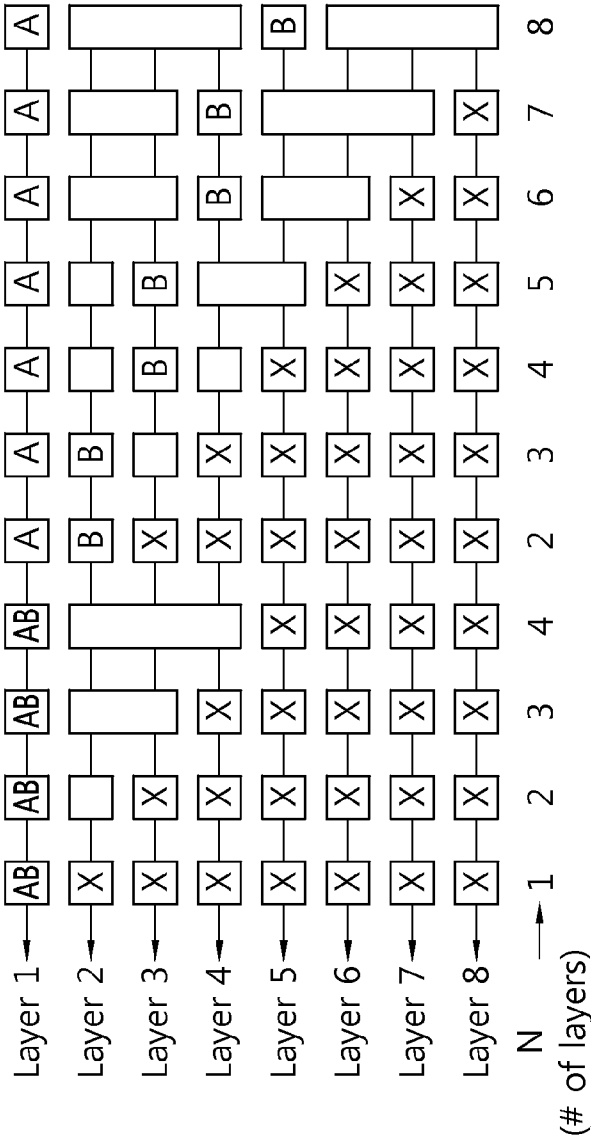 Layer 1 AB AB AB AB A A A A A A A
Layer 2 X B B
Layer 3 X X X B B
Layer 4 X X X X X B B
Layer 5 X X X X X X X B
Layer 6 X X X X X X X X
Layer 7 X X X X X X X X X
Layer 8 X X X X X X X X X X
N 1 2 3 4 2 3 4 5 6 7 8
(# of layers)